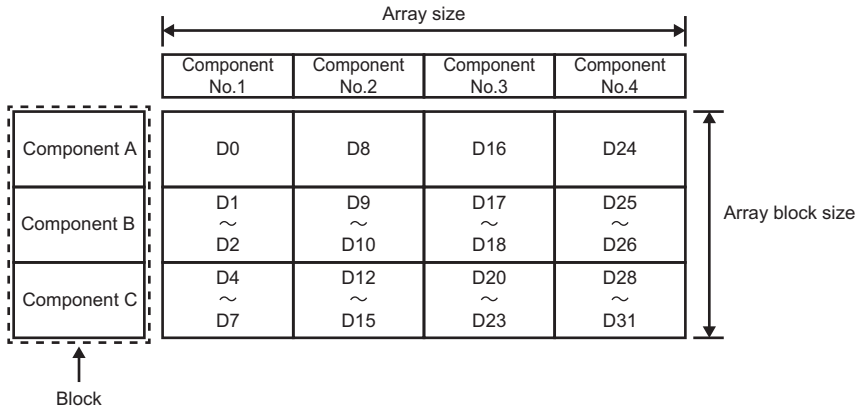 Array size
Component No.1 Component No.2 Component No.3 Component No.4
Component A D0 D8 D16 D24
Component B D1 ～ D2 D9 ～ D10 D17 ～ D18 D25 ～ D26
Array block size
Component C D4 ～ D7 D12 ～ D15 D20 ～ D23 D28 ～ D31
Block